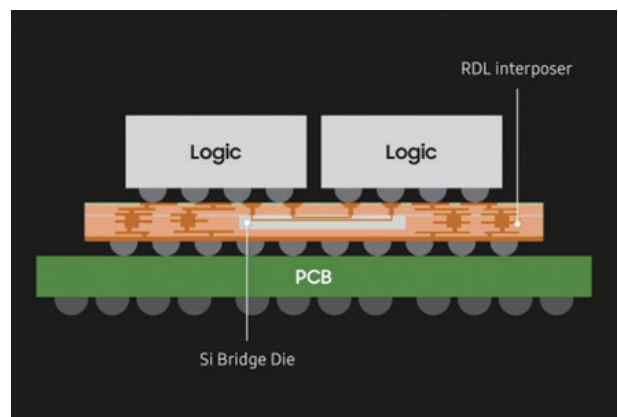 RDL interposer
Logic
Logic
PCB
Si Bridge Die